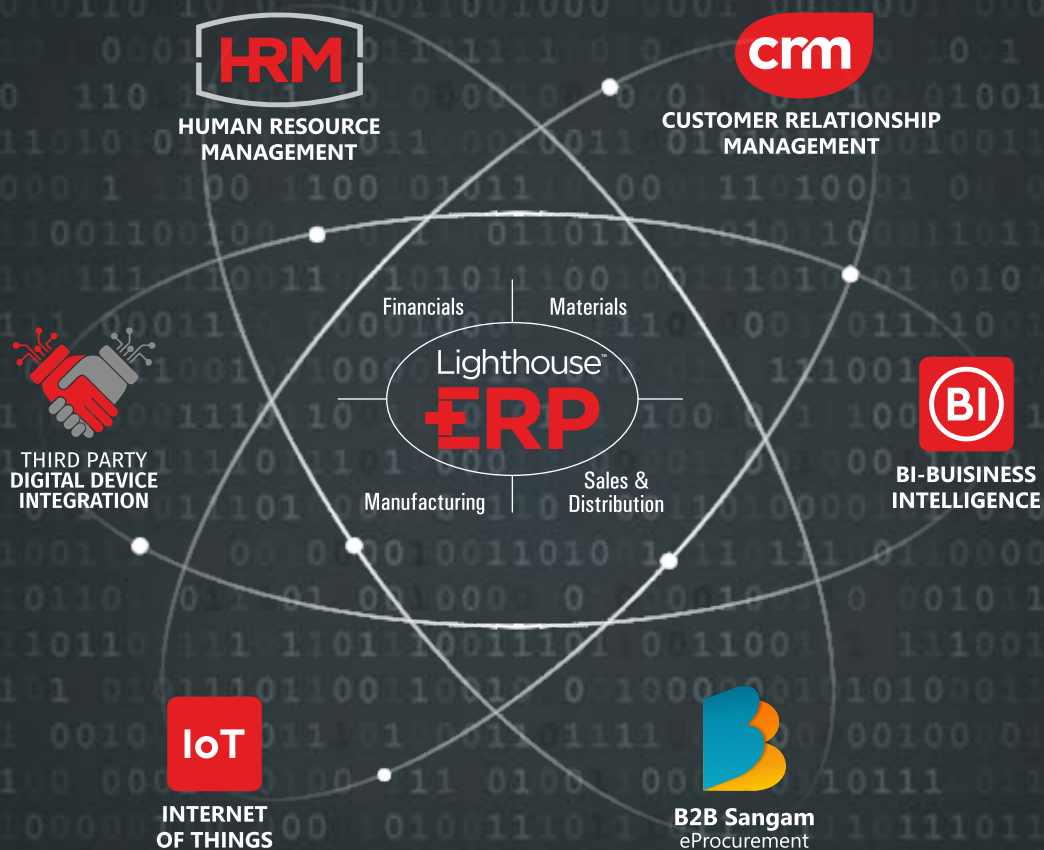 HRM
HUMAN RESOURCE
MANAGEMENT
crm
CUSTOMER RELATIONSHIP
MANAGEMENT
Financials
Materials
Lighthouse™
ERP
Manufacturing
Sales &
Distribution
THIRD PARTY
DIGITAL DEVICE
INTEGRATION
BI
BI-BUISINESS
INTELLIGENCE
IoT
INTERNET
OF THINGS
B2B Sangam
eProcurement